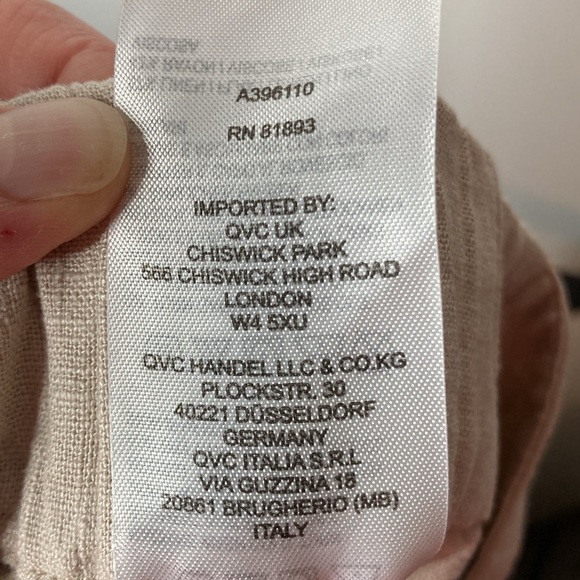 A396110
RN 81893
IMPORTED BY:
QVC UK
CHISWICK PARK
566 CHISWICK HIGH ROAD
LONDON
W4 5XU
QVC HANDEL LLC & CO.KG
PLOCKSTR. 30
40221 DÜSSELDORF
GERMANY
QVC ITALIA S.R.L
VIA GUZZINA 18
20861 BRUGHERIO (MB)
ITALY